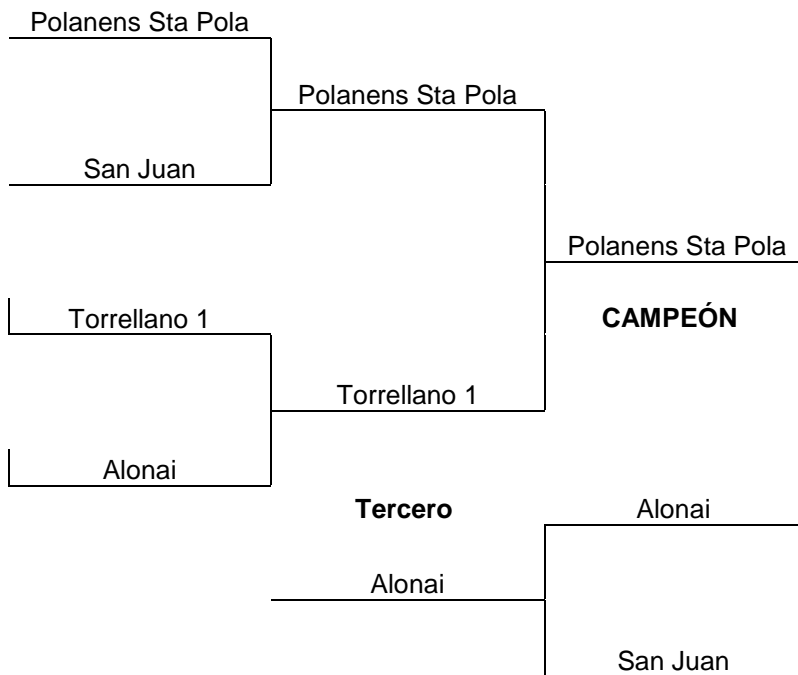 Polanens Sta Pola
Polanens Sta Pola
San Juan
Polanens Sta Pola
Torrellano 1
CAMPEÓN
Torrellano 1
Alonai
Tercero
Alonai
Alonai
San Juan